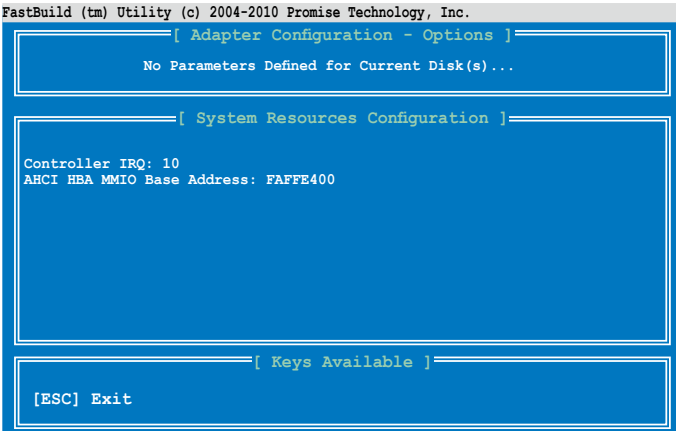 FastBuild (tm) Utility (c) 2004-2010 Promise Technology, Inc.
[ Adapter Configuration - Options ]
No Parameters Defined for Current Disk(s)...
[ System Resources Configuration ]
Controller IRQ: 10
AHCI HBA MMIO Base Address: FAFFE400
[ Keys Available ]
[ESC] Exit